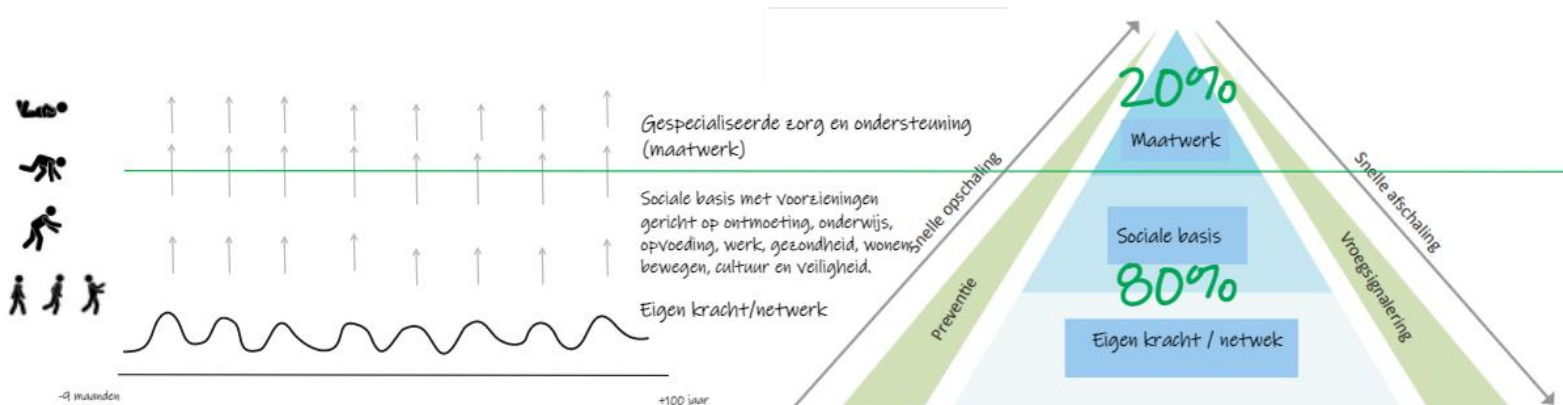 Gespecialiseerde zorg en ondersteuning
(maatwerk)
Sociale basis met voorzieningen
gericht op ontmoeting, onderwijs,
opvoeding, werk, gezondheid, wonen,
bewegen, cultuur en veiligheid.
Eigen kracht/netwerk
-9 maanden
+100 jaar
Snelle opschaling
Preventie
20%
Maatwerk
Sociale basis
80%
Eigen kracht / netwek
Snelle afschaling
Vroegsignalering